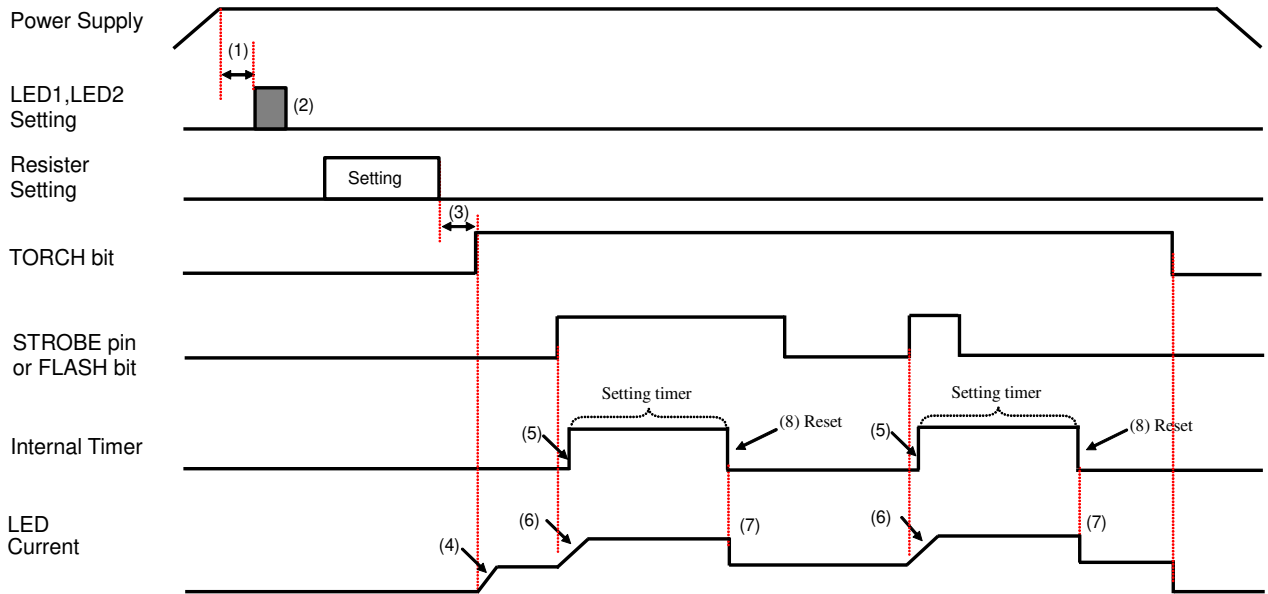 Power Supply
(1)
LED1,LED2
Setting
(2)
Resister
Setting
Setting
(3)
TORCH bit
STROBE pin
or FLASH bit
Setting timer
Setting timer
(5)
(8) Reset
(5)
(8) Reset
Internal Timer
LED
Current
(4)
(6)
(7)
(6)
(7)